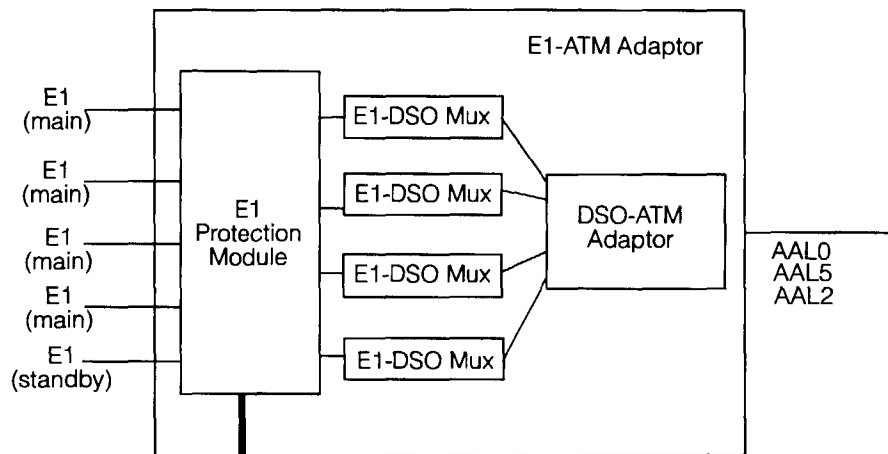 E1-ATM Adaptor
E1
(main)
E1
(main)
E1
(main)
E1
(main)
E1
(standby)
E1
Protection
Module
E1-DSO Mux
E1-DSO Mux
E1-DSO Mux
E1-DSO Mux
DSO-ATM
Adaptor
AAL0
AAL5
AAL2